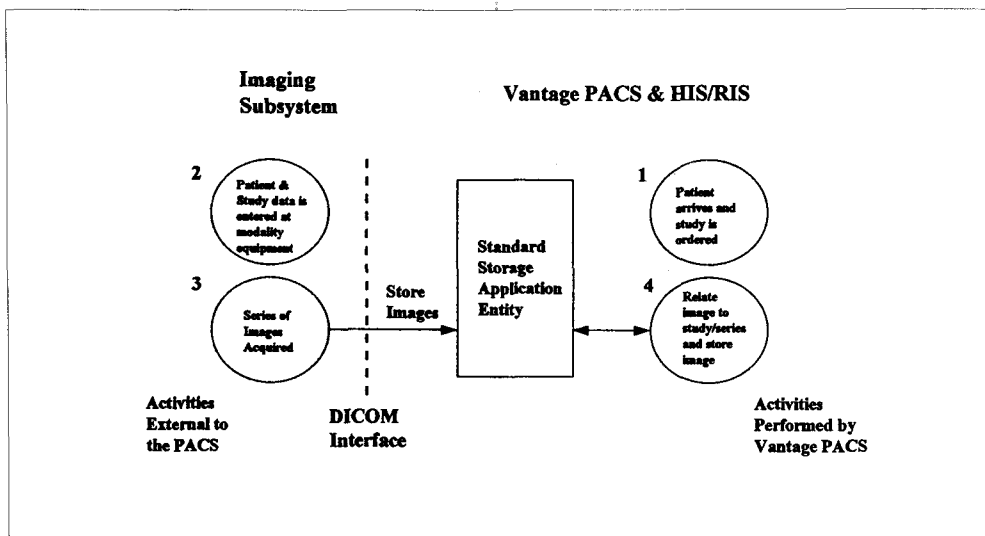 Imaging
Subsystem
Vantage PACS & HIS/RIS
2
Patient &
Study data is
entered at
modality
equipment
1
Patient
arrives and
study is
ordered
Standard
Storage
Application
Entity
3
Series of
Images
Acquired
Store
Images
4
Relate
image to
study/series
and store
image
Activities
External to
the PACS
DICOM
Interface
Activities
Performed by
Vantage PACS